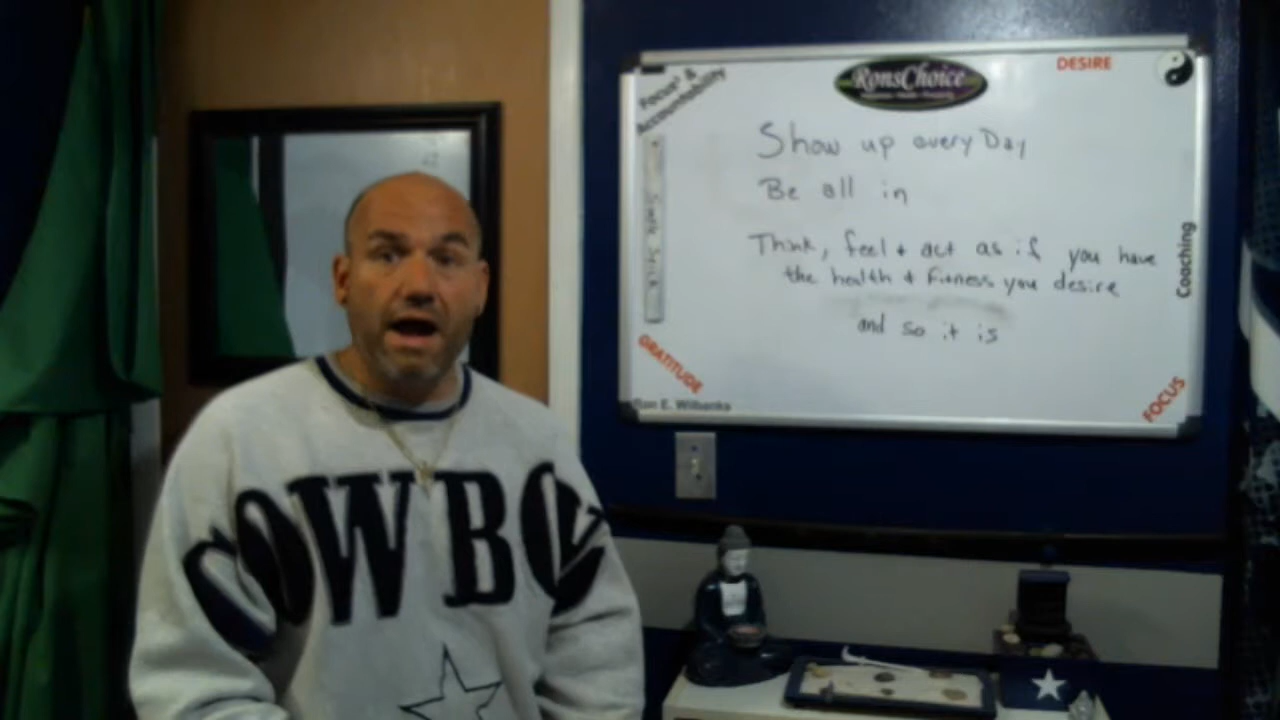 Focus' &
Accountability
RonsChoice
DESIRE
Show up every Day
Be all in
Think, feel + act as if you have
the health + fitness you desire
and so it is
Coaching
GRATITUDE
Ron E. Wilbanks
FOCUS
COWBOY